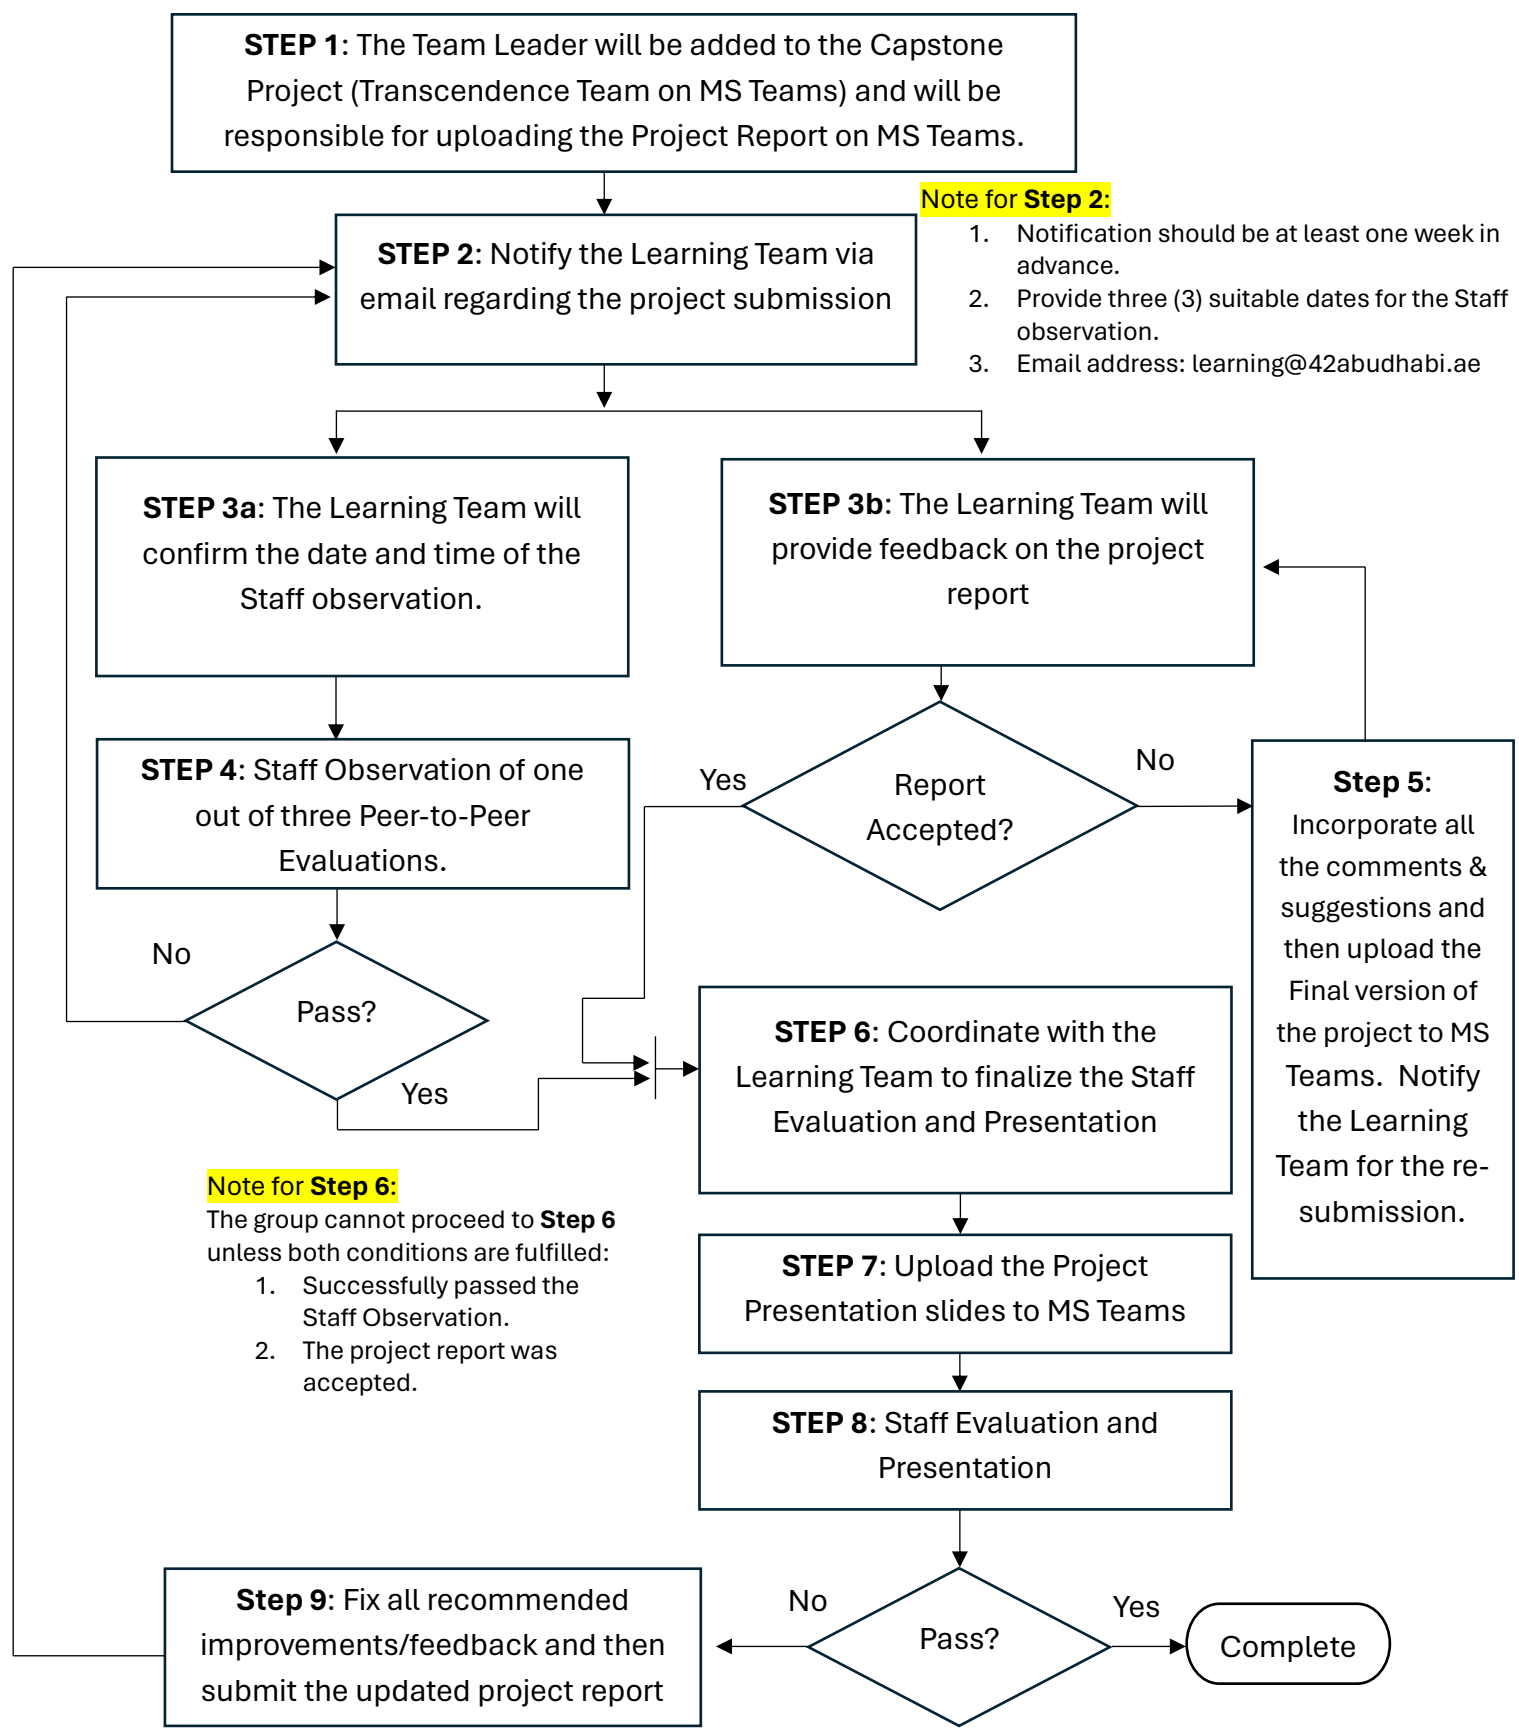 STEP 1: The Team Leader will be added to the Capstone
Project (Transcendence Team on MS Teams) and will be
responsible for uploading the Project Report on MS Teams.
Note for Step 2:
1. Notification should be at least one week in
advance.
2. Provide three (3) suitable dates for the Staff
observation.
3. Email address: learning@42abudhabi.ae
STEP 2: Notify the Learning Team via
email regarding the project submission
STEP 3a: The Learning Team will
confirm the date and time of the
Staff observation.
STEP 3b: The Learning Team will
provide feedback on the project
report
STEP 4: Staff Observation of one
out of three Peer-to-Peer
Evaluations.
Yes
Report
Accepted?
No
Step 5:
Incorporate all
the comments &
suggestions and
then upload the
Final version of
the project to MS
Teams. Notify
the Learning
Team for the re-
submission.
No
Pass?
Yes
STEP 6: Coordinate with the
Learning Team to finalize the Staff
Evaluation and Presentation
Note for Step 6:
The group cannot proceed to Step 6
unless both conditions are fulfilled:
1. Successfully passed the
Staff Observation.
2. The project report was
accepted.
STEP 7: Upload the Project
Presentation slides to MS Teams
STEP 8: Staff Evaluation and
Presentation
Step 9: Fix all recommended
improvements/feedback and then
submit the updated project report
No
Pass?
Yes
Complete